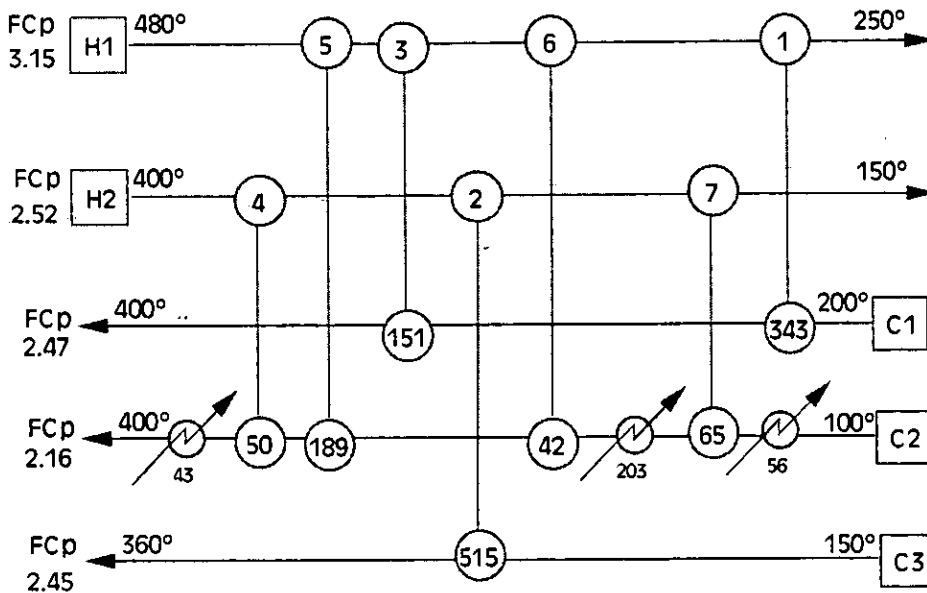 FCp 480° 250°
3.15 H1 5 3 6 1
FCp 400° 150°
2.52 H2 4 2 7
FCp 400° 200°
2.47 151 343 C1
FCp 400° 100°
2.16 50 189 42 65 C2
43 203 56
FCp 360° 150°
2.45 515 C3